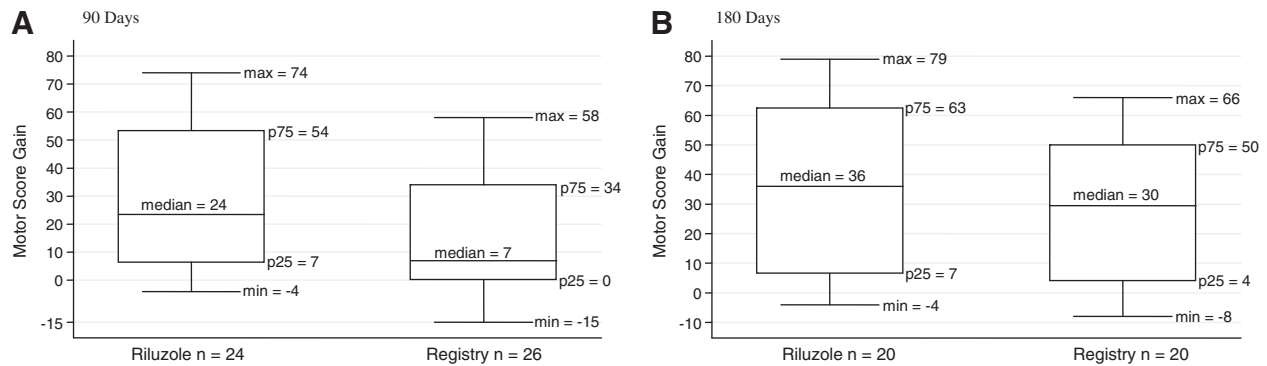 A
90 Days
Motor Score Gain
80
70
60
50
40
30
20
10
0
-15
max = 74
p75 = 54
median = 24
p25 = 7
min = -4
max = 58
p75 = 34
median = 7
p25 = 0
min = -15
Riluzole n = 24
Registry n = 26
B
180 Days
Motor Score Gain
80
70
60
50
40
30
20
10
0
-10
max = 79
p75 = 63
median = 36
p25 = 7
min = -4
max = 66
p75 = 50
median = 30
p25 = 4
min = -8
Riluzole n = 20
Registry n = 20